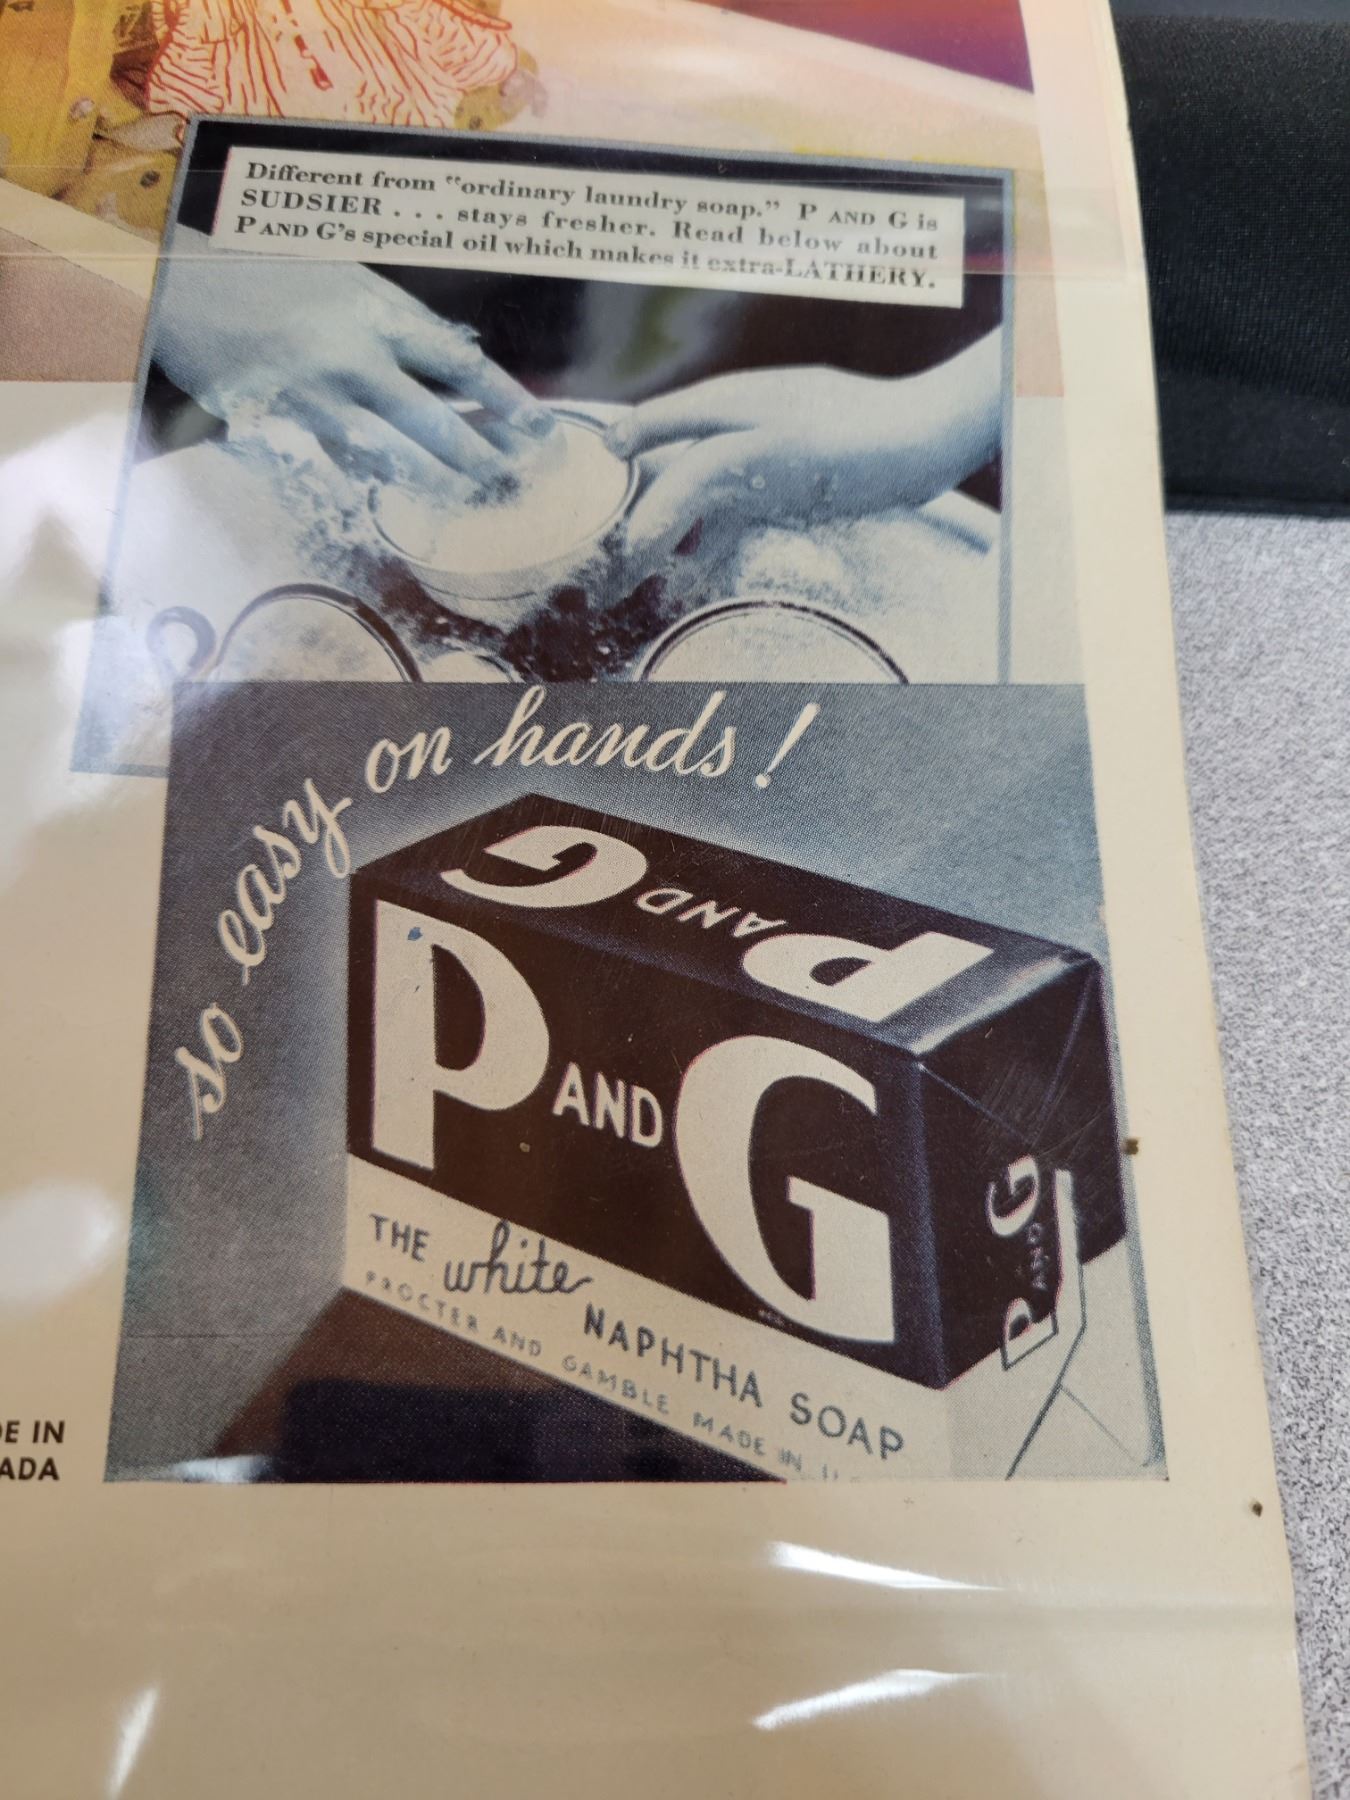 Different from "ordinary laundry soap." P AND G is
SUDSIER . . . stays fresher. Read below about
P AND G's special oil which makes it extra-LATHERY.
so easy on hands!
P AND G
P AND G
THE white NAPHTHA SOAP
PROCTER AND GAMBLE MADE IN
P AND G
DE IN
ADA